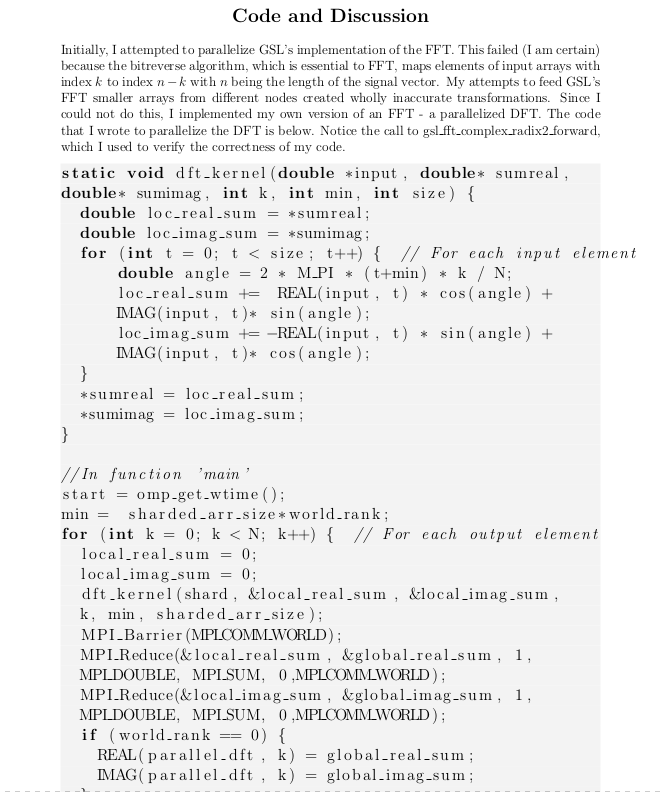 Code and Discussion
Initially, I attempted to parallelize GSL's implementation of the FFT. This failed (I am certain)
because the bitreverse algorithm, which is essential to FFT, maps elements of input arrays with
index k to index n − k with n being the length of the signal vector. My attempts to feed GSL's
FFT smaller arrays from different nodes created wholly inaccurate transformations. Since I
could not do this, I implemented my own version of an FFT - a parallelized DFT. The code
that I wrote to parallelize the DFT is below. Notice the call to gsl_fft_complex_radix2_forward,
which I used to verify the correctness of my code.
static void dft_kernel(double *input, double* sumreal,
double* sumimag, int k, int min, int size) {
double loc_real_sum = *sumreal;
double loc_imag_sum = *sumimag;
for (int t = 0; t < size; t++) { // For each input element
double angle = 2 * M_PI * (t+min) * k / N;
loc_real_sum += REAL(input, t) * cos(angle) +
IMAG(input, t)* sin(angle);
loc_imag_sum += −REAL(input, t) * sin(angle) +
IMAG(input, t)* cos(angle);
}
*sumreal = loc_real_sum;
*sumimag = loc_imag_sum;
}
//In function 'main'
start = omp_get_wtime();
min = sharded_arr_size*world_rank;
for (int k = 0; k < N; k++) { // For each output element
local_real_sum = 0;
local_imag_sum = 0;
dft_kernel(shard, &local_real_sum, &local_imag_sum,
k, min, sharded_arr_size);
MPI_Barrier(MPI_COMM_WORLD);
MPI_Reduce(&local_real_sum, &global_real_sum, 1,
MPI_DOUBLE, MPI_SUM, 0,MPI_COMM_WORLD);
MPI_Reduce(&local_imag_sum, &global_imag_sum, 1,
MPI_DOUBLE, MPI_SUM, 0,MPI_COMM_WORLD);
if (world_rank == 0) {
REAL(parallel_dft, k) = global_real_sum;
IMAG(parallel_dft, k) = global_imag_sum;